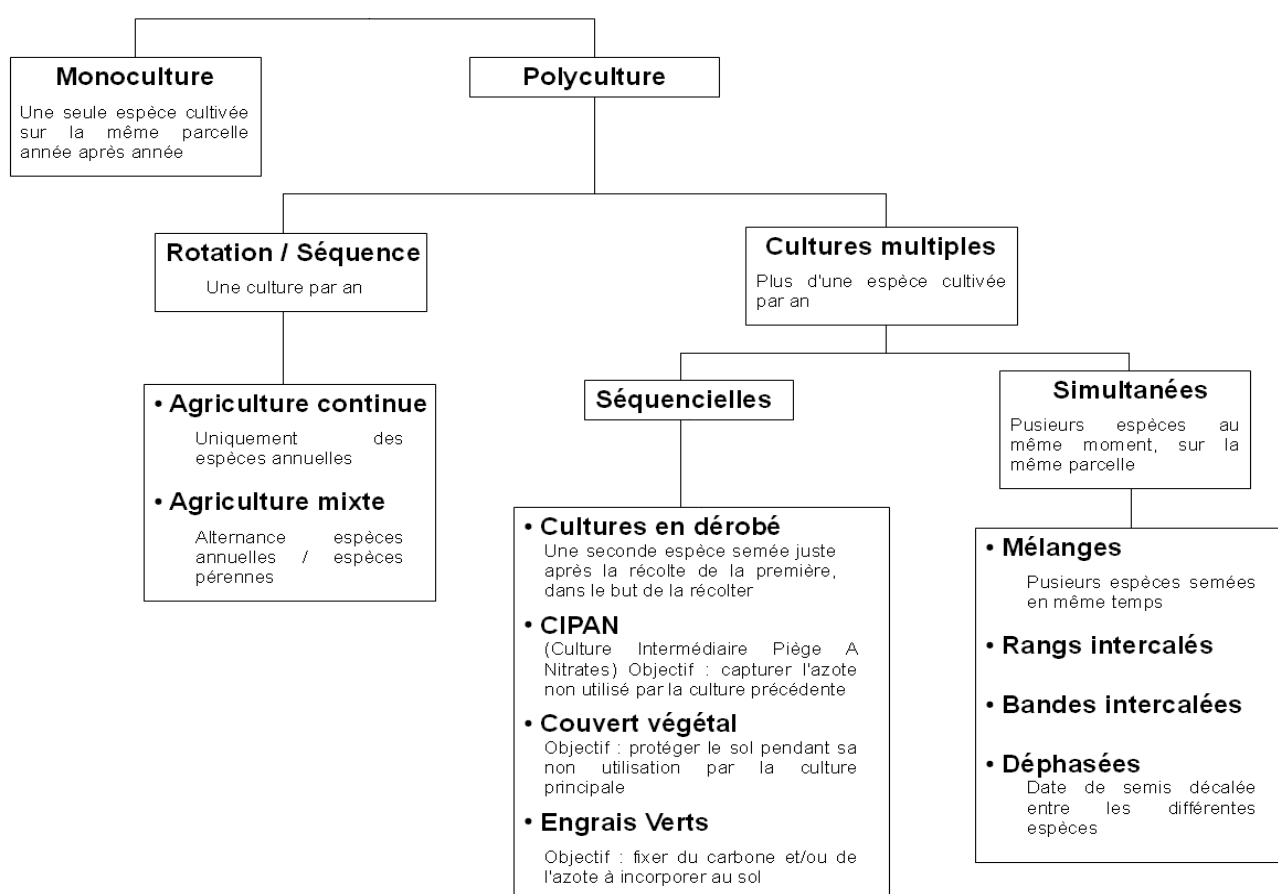 Monoculture
Une seule espèce cultivée
sur la même parcelle
année après année
Polyculture
Rotation / Séquence
Une culture par an
Cultures multiples
Plus d'une espèce cultivée
par an
• Agriculture continue
Uniquement des
espèces annuelles
• Agriculture mixte
Alternance espèces
annuelles / espèces
pérennes
Séquencielles
Simultanées
Pusieurs espèces au
même moment, sur la
même parcelle
• Cultures en dérobé
Une seconde espèce semée juste
après la récolte de la première,
dans le but de la récolter
• CIPAN
(Culture Intermédiaire Piège A
Nitrates) Objectif : capturer l'azote
non utilisé par la culture précédente
• Couvert végétal
Objectif : protéger le sol pendant sa
non utilisation par la culture
principale
• Engrais Verts
Objectif : fixer du carbone et/ou de
l'azote à incorporer au sol
• Mélanges
Pusieurs espèces semées
en même temps
• Rangs intercalés
• Bandes intercalées
• Déphasées
Date de semis décalée
entre les différentes
espèces